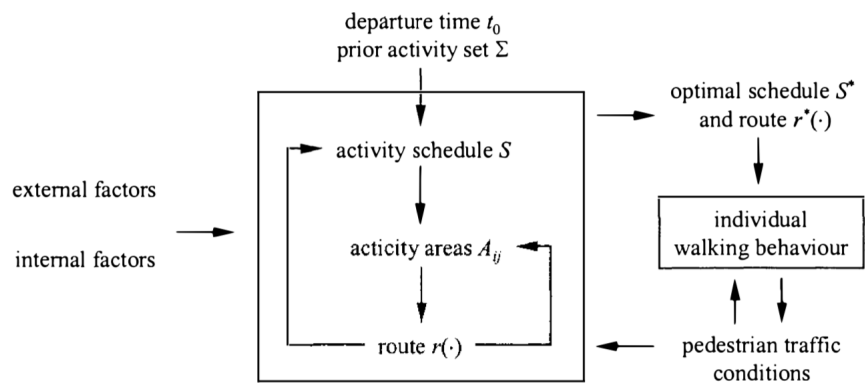 departure time t₀
prior activity set Σ
activity schedule S
acticity areas Aᵢⱼ
route r(·)
external factors
internal factors
optimal schedule S*
and route r*(·)
individual
walking behaviour
pedestrian traffic
conditions